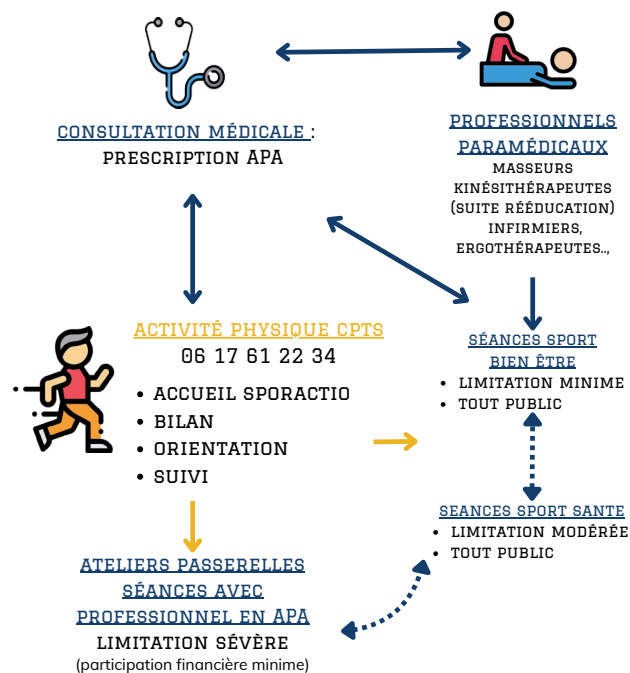 CONSULTATION MÉDICALE :
PRESCRIPTION APA
PROFESSIONNELS
PARAMÉDICAUX
MASSEURS
KINÉSITHÉRAPEUTES
(SUITE RÉÉDUCATION)
INFIRMIERS,
ERGOTHÉRAPEUTES..,
ACTIVITÉ PHYSIQUE CPTS
06 17 61 22 34
• ACCUEIL SPORACTIO
• BILAN
• ORIENTATION
• SUIVI
SÉANCES SPORT
BIEN ÊTRE
• LIMITATION MINIME
• TOUT PUBLIC
SEANCES SPORT SANTE
• LIMITATION MODÉRÉE
• TOUT PUBLIC
ATELIERS PASSERELLES
SÉANCES AVEC
PROFESSIONNEL EN APA
LIMITATION SÉVÈRE
(participation financière minime)